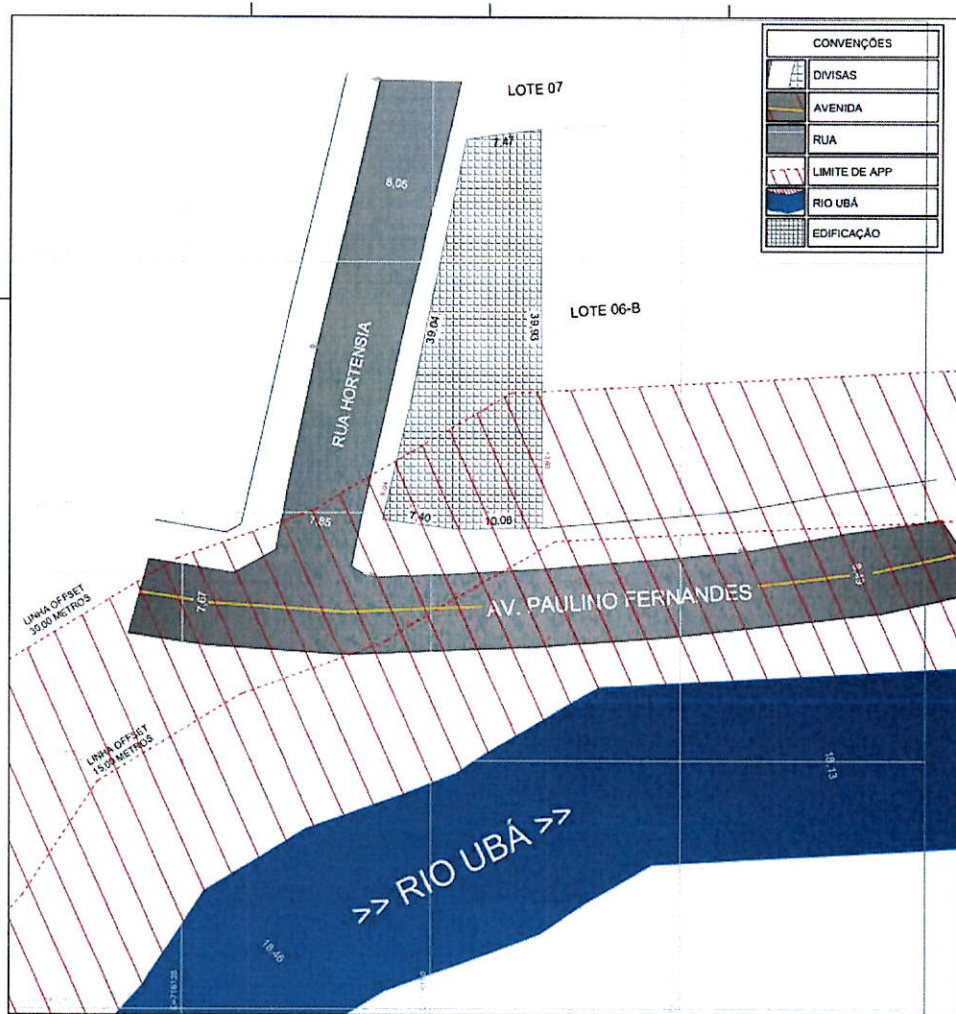 CONVENÇÕES
DIVISAS
AVENIDA
RUA
LIMITE DE APP
RIO UBÁ
EDIFICAÇÃO
LOTE 07
7,47
8,06
LOTE 06-B
39,04
39,93
RUA HORTENSIA
7,85
7,40
10,08
7,67
AV. PAULINO FERNANDES
LINHA OFFSET
30,00 METROS
LINHA OFFSET
15,00 METROS
18,13
>> RIO UBÁ >>
18,46